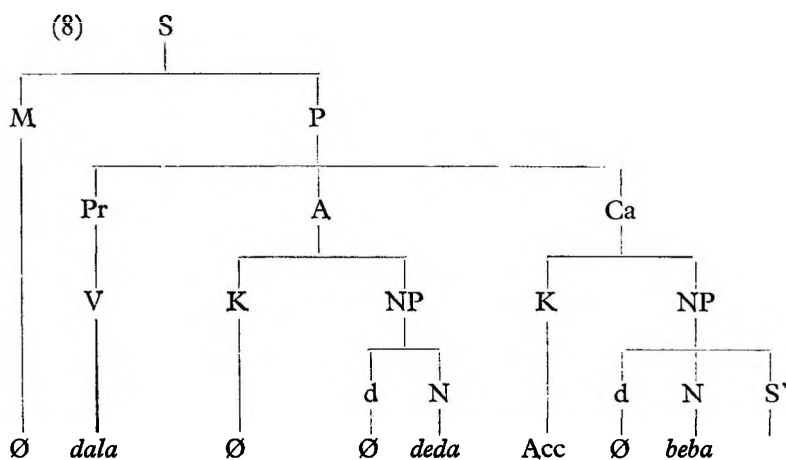 (8) S
M P
Pr A Ca
V K NP K NP
d N d N S'
Ø dala Ø Ø deda Acc Ø beba